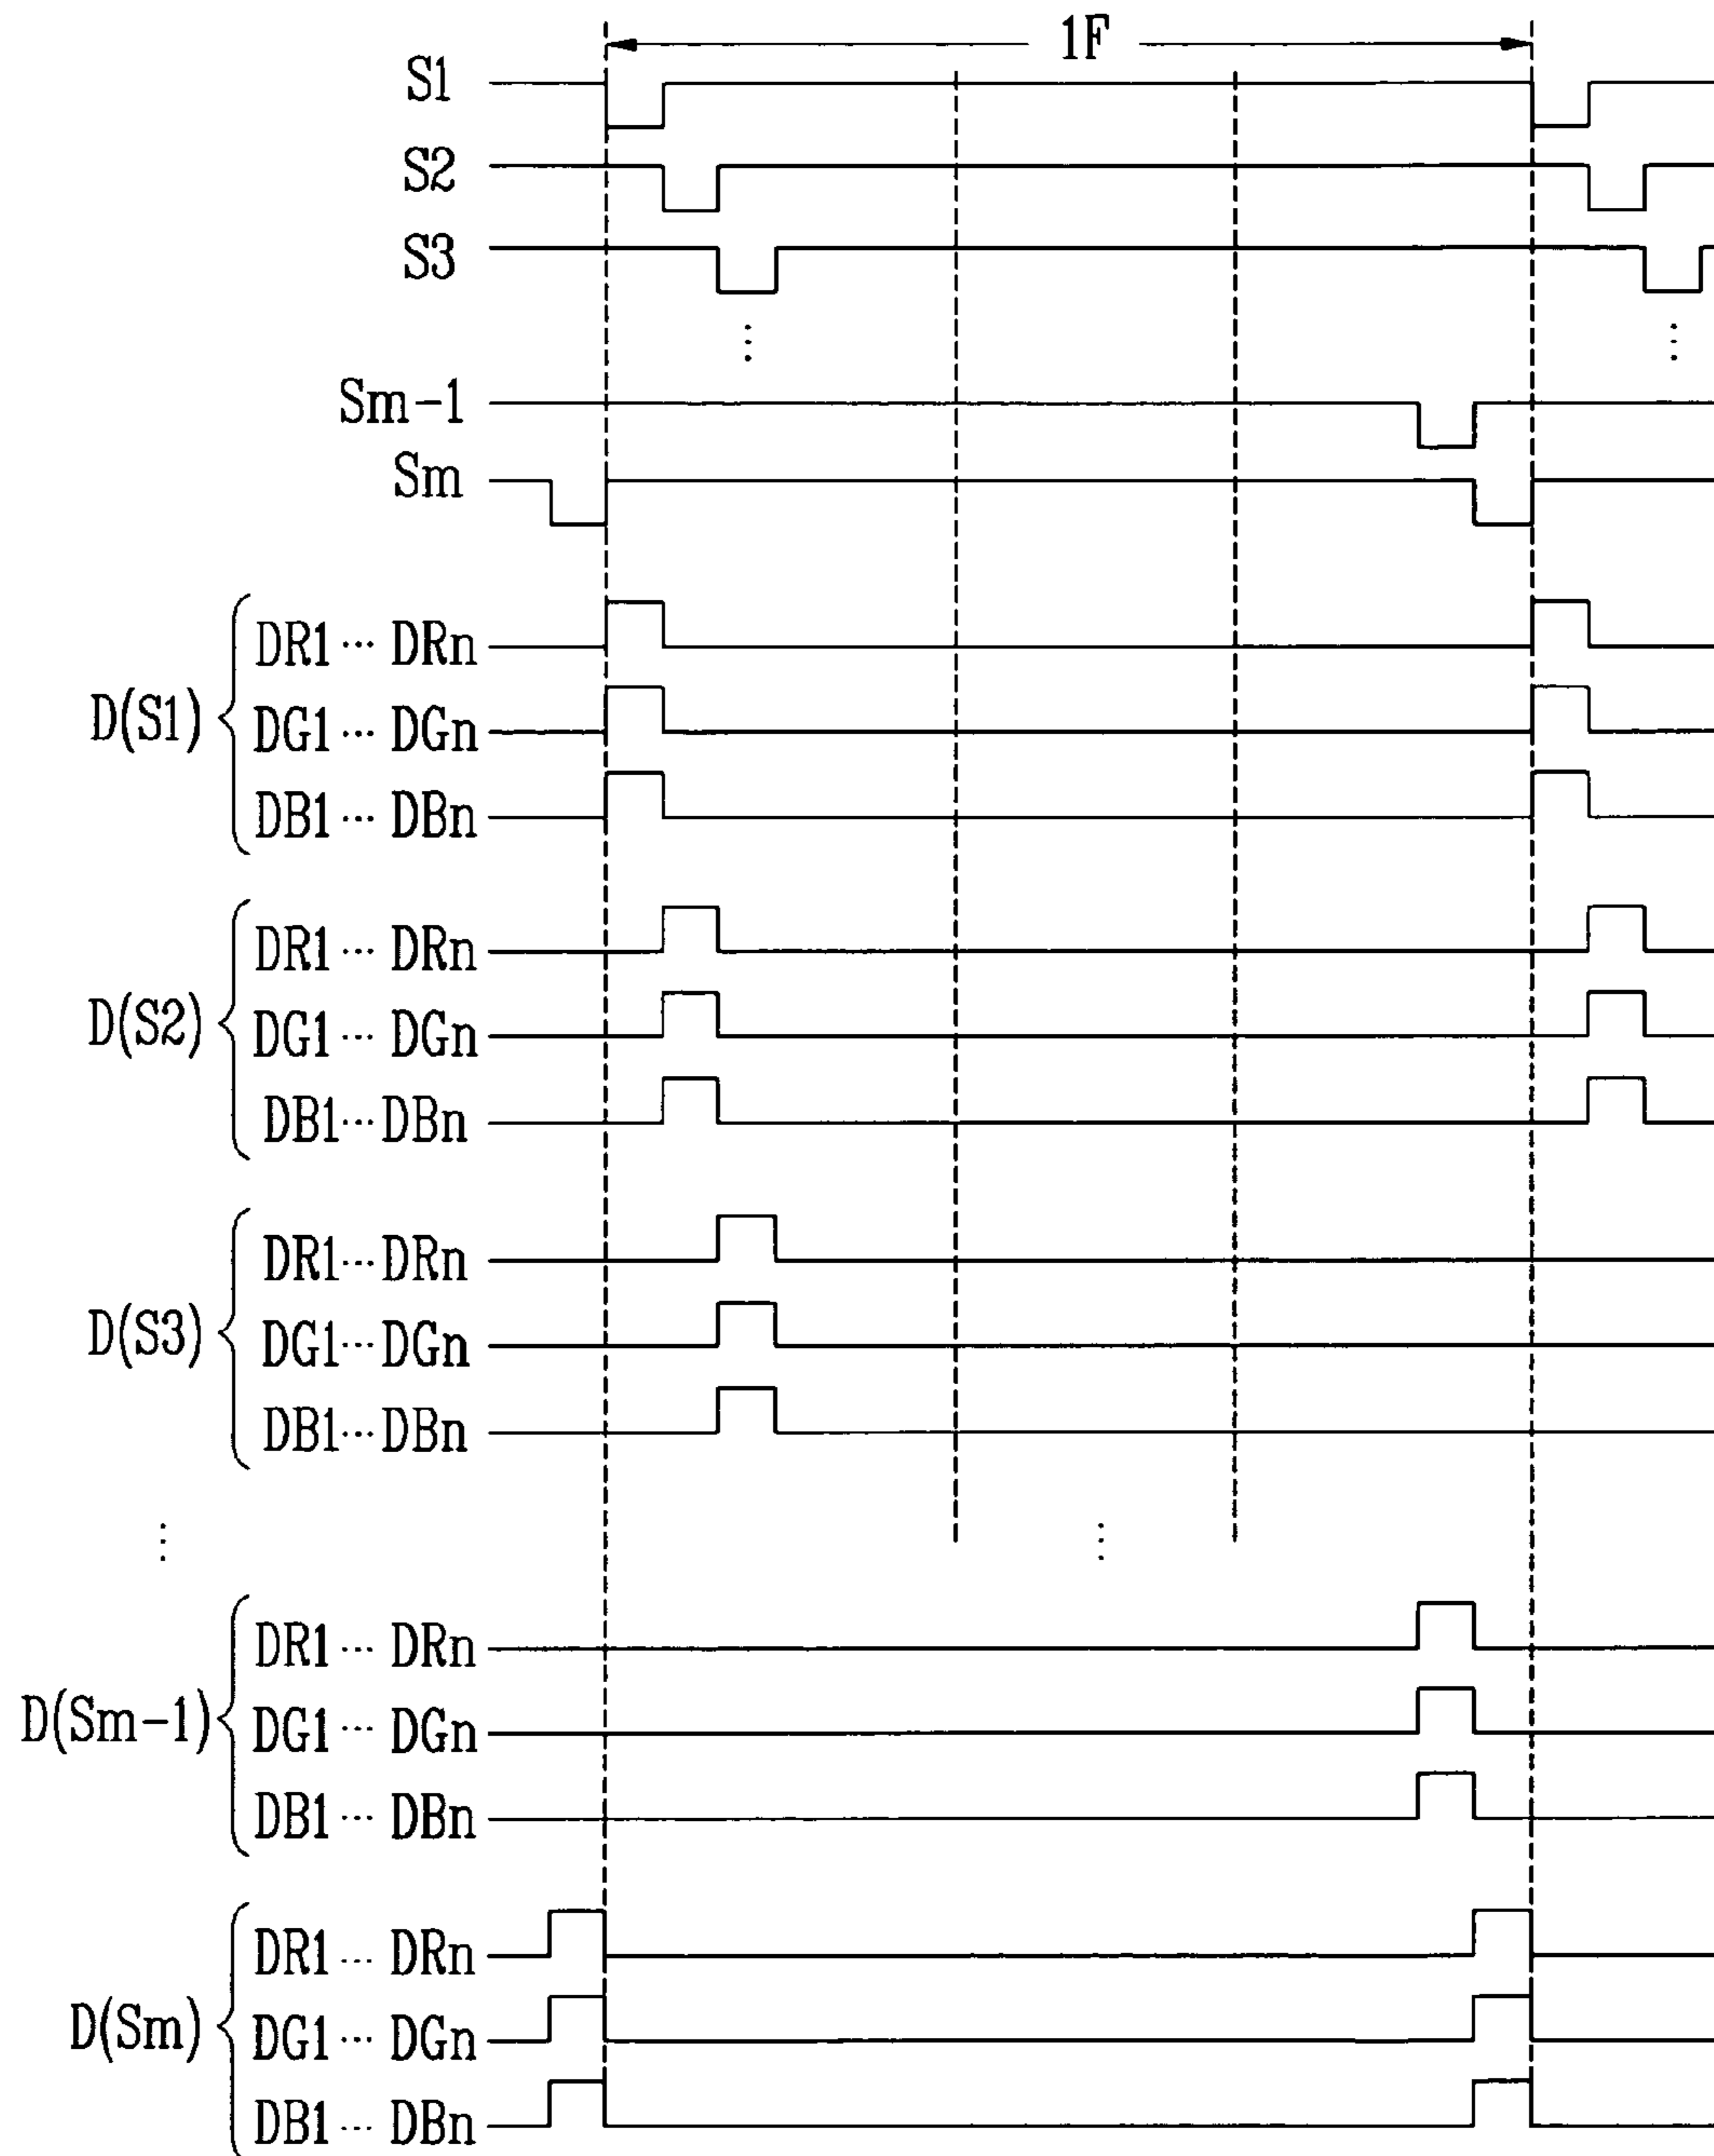 1F
S1
S2
S3
⋮ ⋮
Sm-1
Sm
D(S1)
DR1 ··· DRn
DG1 ··· DGn
DB1 ··· DBn
D(S2)
DR1 ··· DRn
DG1 ··· DGn
DB1 ··· DBn
D(S3)
DR1 ··· DRn
DG1 ··· DGn
DB1 ··· DBn
⋮ ⋮
D(Sm-1)
DR1 ··· DRn
DG1 ··· DGn
DB1 ··· DBn
D(Sm)
DR1 ··· DRn
DG1 ··· DGn
DB1 ··· DBn